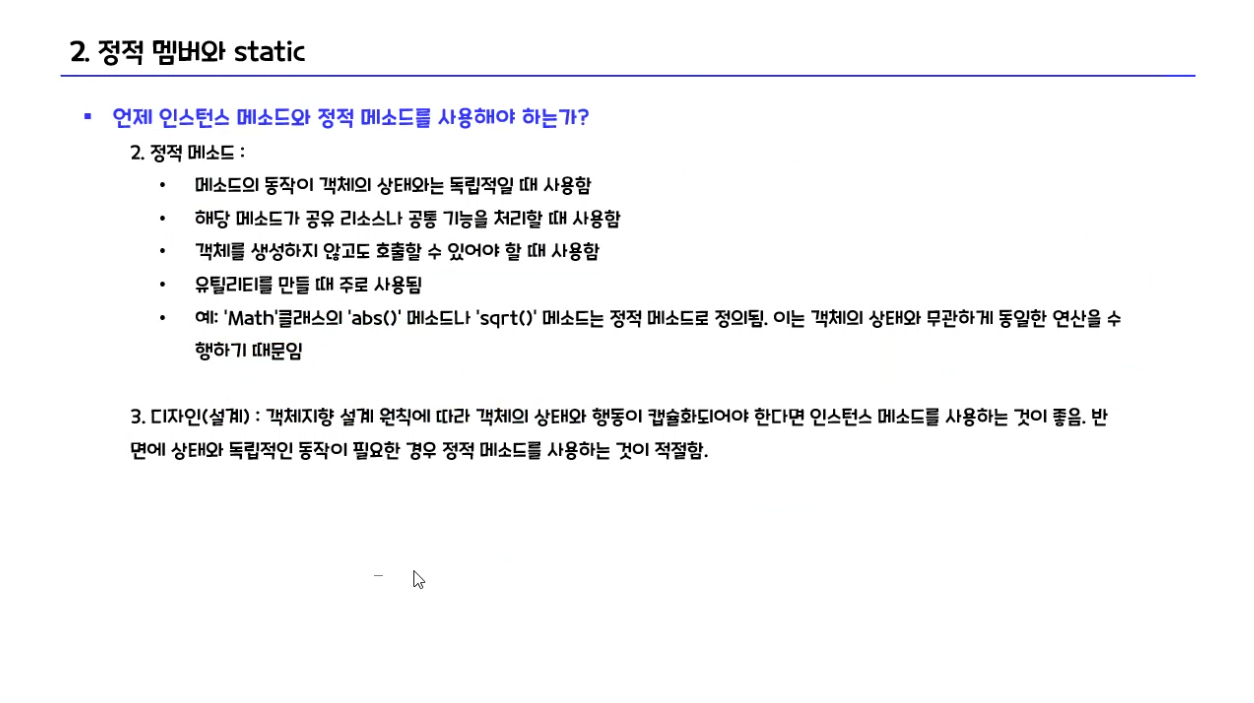 2. 정적 멤버와 static
▪ 언제 인스턴스 메소드와 정적 메소드를 사용해야 하는가?
2. 정적 메소드 :
• 메소드의 동작이 객체의 상태와는 독립적일 때 사용함
• 해당 메소드가 공유 리소스나 공통 기능을 처리할 때 사용함
• 객체를 생성하지 않고도 호출할 수 있어야 할 때 사용함
• 유틸리티를 만들 때 주로 사용됨
• 예: 'Math'클래스의 'abs()' 메소드나 'sqrt()' 메소드는 정적 메소드로 정의됨. 이는 객체의 상태와 무관하게 동일한 연산을 수
행하기 때문임
3. 디자인(설계) : 객체지향 설계 원칙에 따라 객체의 상태와 행동이 캡슐화되어야 한다면 인스턴스 메소드를 사용하는 것이 좋음. 반
면에 상태와 독립적인 동작이 필요한 경우 정적 메소드를 사용하는 것이 적절함.